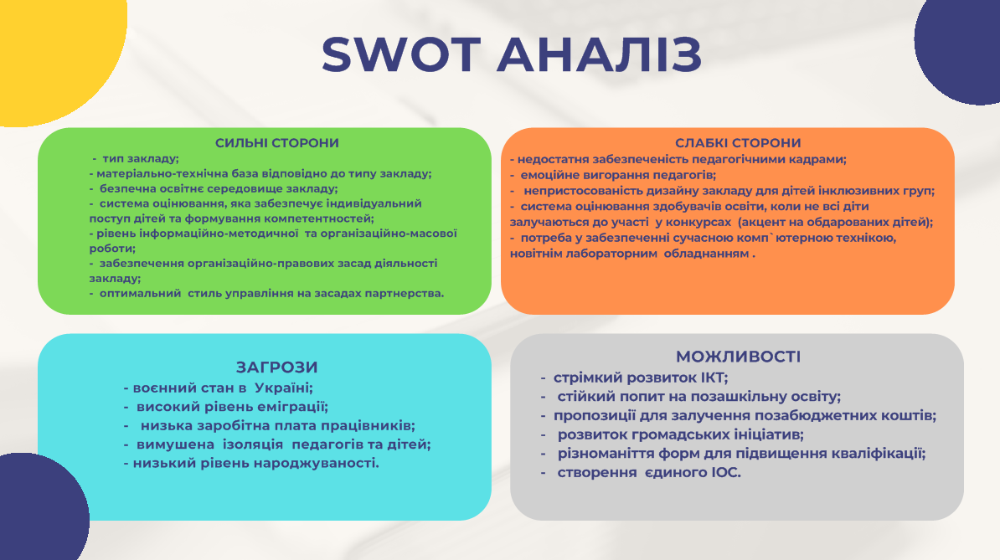 SWOT АНАЛІЗ
СИЛЬНІ СТОРОНИ
- тип закладу;
- матеріально-технічна база відповідно до типу закладу;
- безпечна освітнє середовище закладу;
- система оцінювання, яка забезпечує індивідуальний
поступ дітей та формування компетентностей;
- рівень інформаційно-методичної та організаційно-масової
роботи;
- забезпечення організаційно-правових засад діяльності
закладу;
- оптимальний стиль управління на засадах партнерства.
СЛАБКІ СТОРОНИ
- недостатня забезпеченість педагогічними кадрами;
- емоційне вигорання педагогів;
- непристосованість дизайну закладу для дітей інклюзивних груп;
- система оцінювання здобувачів освіти, коли не всі діти
залучаються до участі у конкурсах (акцент на обдарованих дітей);
- потреба у забезпеченні сучасною комп`ютерною технікою,
новітнім лабораторним обладнанням .
ЗАГРОЗИ
- воєнний стан в Україні;
- високий рівень еміграції;
- низька заробітна плата працівників;
- вимушена ізоляція педагогів та дітей;
- низький рівень народжуваності.
МОЖЛИВОСТІ
- стрімкий розвиток ІКТ;
- стійкий попит на позашкільну освіту;
- пропозиції для залучення позабюджетних коштів;
- розвиток громадських ініціатив;
- різноманіття форм для підвищення кваліфікації;
- створення єдиного ІОС.